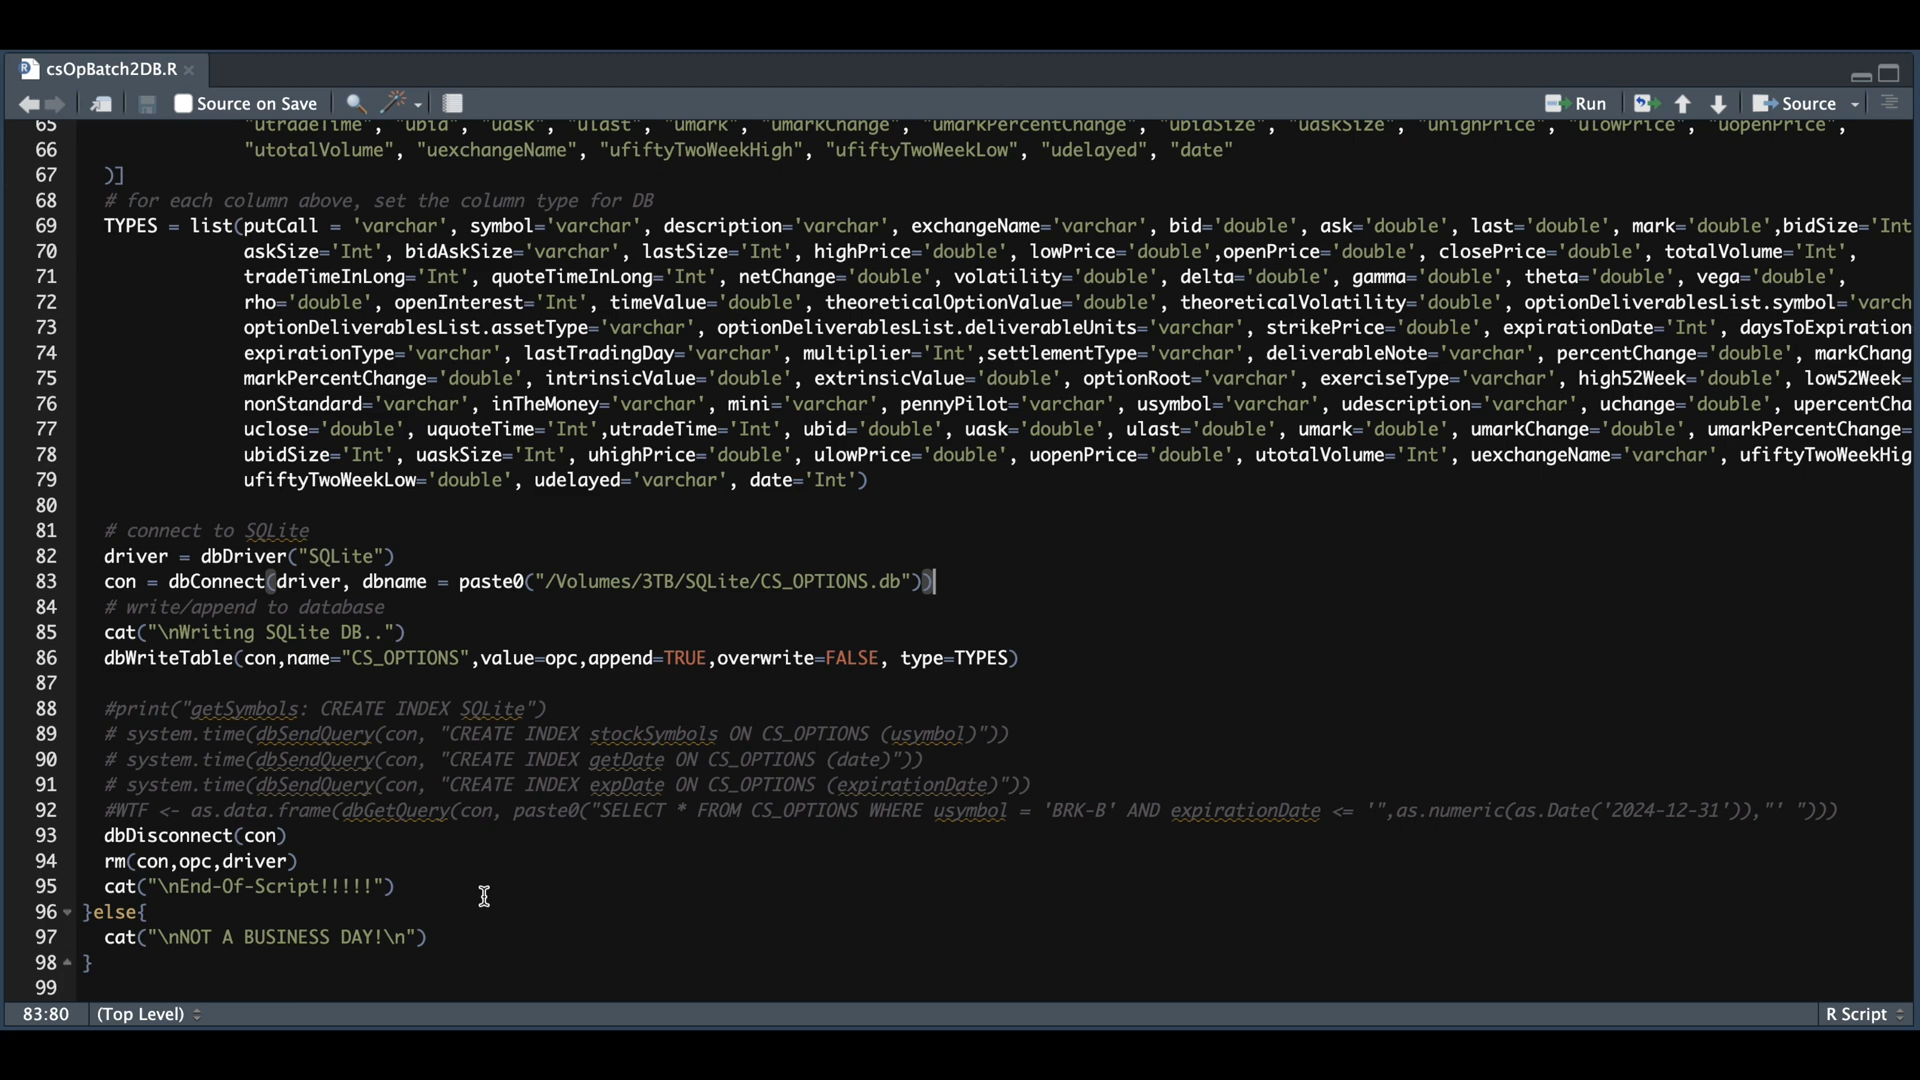 csOpBatch2DB.R
Source on Save
Run
Source
65 "utradeTime", "ubid", "uask", "ulast", "umark", "umarkChange", "umarkPercentChange", "ubidSize", "uaskSize", "uhighPrice", "ulowPrice", "uopenPrice",
66 "utotalVolume", "uexchangeName", "ufiftyTwoWeekHigh", "ufiftyTwoWeekLow", "udelayed", "date"
67 )]
68 # for each column above, set the column type for DB
69 TYPES = list(putCall = 'varchar', symbol='varchar', description='varchar', exchangeName='varchar', bid='double', ask='double', last='double', mark='double',bidSize='Int
70 askSize='Int', bidAskSize='varchar', lastSize='Int', highPrice='double', lowPrice='double',openPrice='double', closePrice='double', totalVolume='Int',
71 tradeTimeInLong='Int', quoteTimeInLong='Int', netChange='double', volatility='double', delta='double', gamma='double', theta='double', vega='double',
72 rho='double', openInterest='Int', timeValue='double', theoreticalOptionValue='double', theoreticalVolatility='double', optionDeliverablesList.symbol='varch
73 optionDeliverablesList.assetType='varchar', optionDeliverablesList.deliverableUnits='varchar', strikePrice='double', expirationDate='Int', daysToExpiration
74 expirationType='varchar', lastTradingDay='varchar', multiplier='Int',settlementType='varchar', deliverableNote='varchar', percentChange='double', markChang
75 markPercentChange='double', intrinsicValue='double', extrinsicValue='double', optionRoot='varchar', exerciseType='varchar', high52Week='double', low52Week=
76 nonStandard='varchar', inTheMoney='varchar', mini='varchar', pennyPilot='varchar', usymbol='varchar', udescription='varchar', uchange='double', upercentCha
77 uclose='double', uquoteTime='Int',utradeTime='Int', ubid='double', uask='double', ulast='double', umark='double', umarkChange='double', umarkPercentChange=
78 ubidSize='Int', uaskSize='Int', uhighPrice='double', ulowPrice='double', uopenPrice='double', utotalVolume='Int', uexchangeName='varchar', ufiftyTwoWeekHig
79 ufiftyTwoWeekLow='double', udelayed='varchar', date='Int')
80
81 # connect to SQLite
82 driver = dbDriver("SQLite")
83 con = dbConnect(driver, dbname = paste0("/Volumes/3TB/SQLite/CS_OPTIONS.db"))
84 # write/append to database
85 cat("\nWriting SQLite DB..")
86 dbWriteTable(con,name="CS_OPTIONS",value=opc,append=TRUE,overwrite=FALSE, type=TYPES)
87
88 #print("getSymbols: CREATE INDEX SQLite")
89 # system.time(dbSendQuery(con, "CREATE INDEX stockSymbols ON CS_OPTIONS (usymbol)"))
90 # system.time(dbSendQuery(con, "CREATE INDEX getDate ON CS_OPTIONS (date)"))
91 # system.time(dbSendQuery(con, "CREATE INDEX expDate ON CS_OPTIONS (expirationDate)"))
92 #WTF <- as.data.frame(dbGetQuery(con, paste0("SELECT * FROM CS_OPTIONS WHERE usymbol = 'BRK-B' AND expirationDate <= '",as.numeric(as.Date('2024-12-31')),"' ")))
93 dbDisconnect(con)
94 rm(con,opc,driver)
95 cat("\nEnd-Of-Script!!!!!")
96 }else{
97 cat("\nNOT A BUSINESS DAY!\n")
98 }
99
83:80 (Top Level) R Script